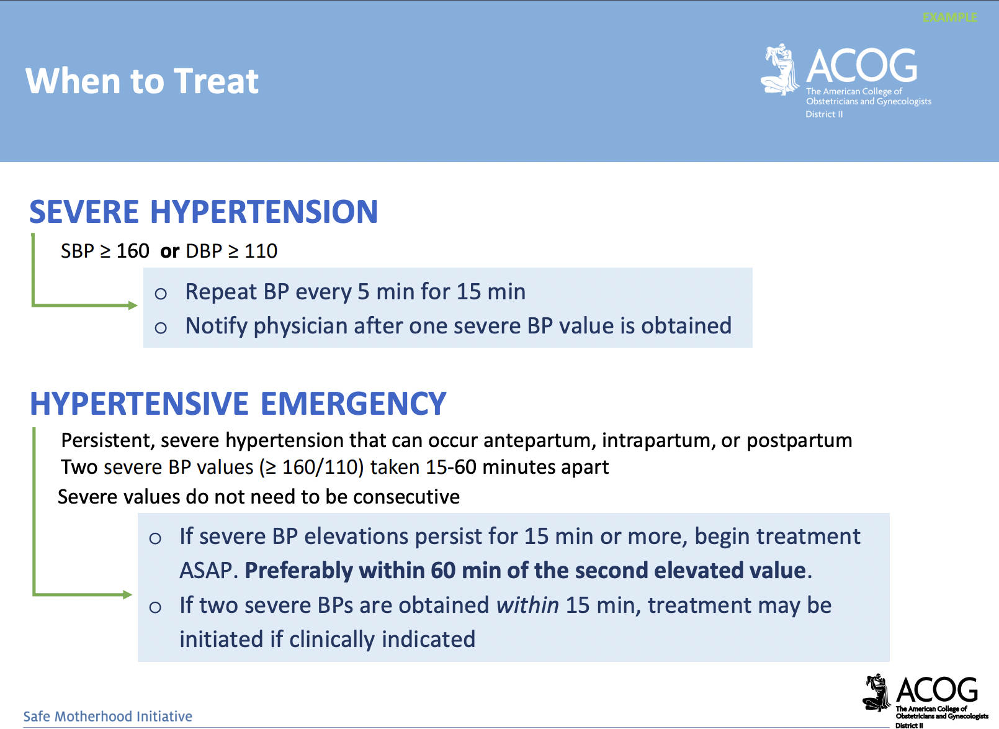 EXAMPLE
When to Treat
ACOG
The American College of
Obstetricians and Gynecologists
District II
SEVERE HYPERTENSION
SBP ≥ 160 or DBP ≥ 110
o Repeat BP every 5 min for 15 min
o Notify physician after one severe BP value is obtained
HYPERTENSIVE EMERGENCY
Persistent, severe hypertension that can occur antepartum, intrapartum, or postpartum
Two severe BP values (≥ 160/110) taken 15-60 minutes apart
Severe values do not need to be consecutive
o If severe BP elevations persist for 15 min or more, begin treatment
ASAP. Preferably within 60 min of the second elevated value.
o If two severe BPs are obtained within 15 min, treatment may be
initiated if clinically indicated
Safe Motherhood Initiative
ACOG
The American College of
Obstetricians and Gynecologists
District II